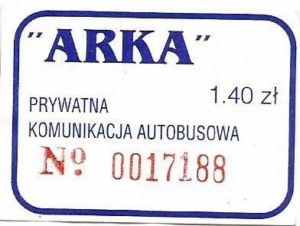 "ARKA"
1.40 zł
PRYWATNA
KOMUNIKACJA AUTOBUSOWA
Nº 0017188